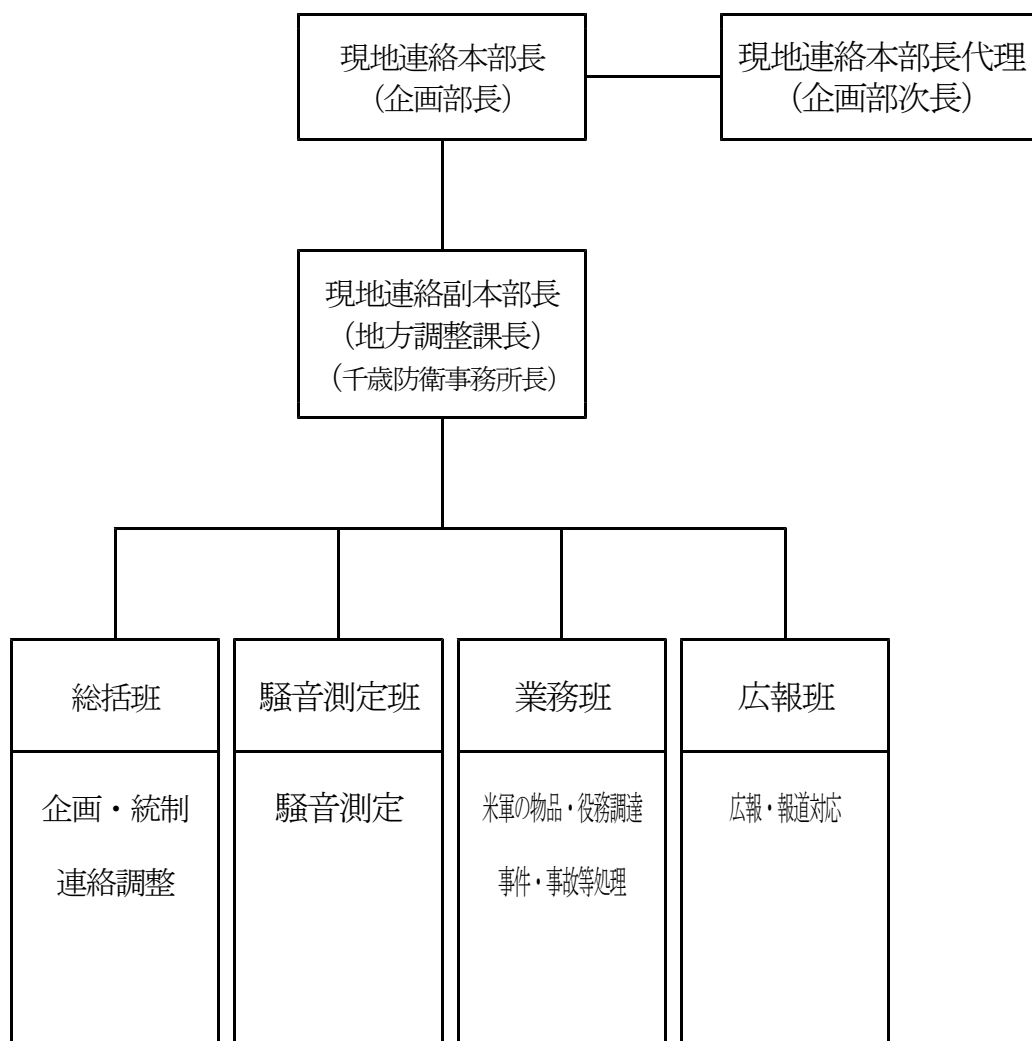 現地連絡本部長
(企画部長)
現地連絡本部長代理
(企画部次長)
現地連絡副本部長
(地方調整課長)
(千歳防衛事務所長)
総括班
騒音測定班
業務班
広報班
企画・統制
連絡調整
騒音測定
米軍の物品・役務調達
事件・事故等処理
広報・報道対応